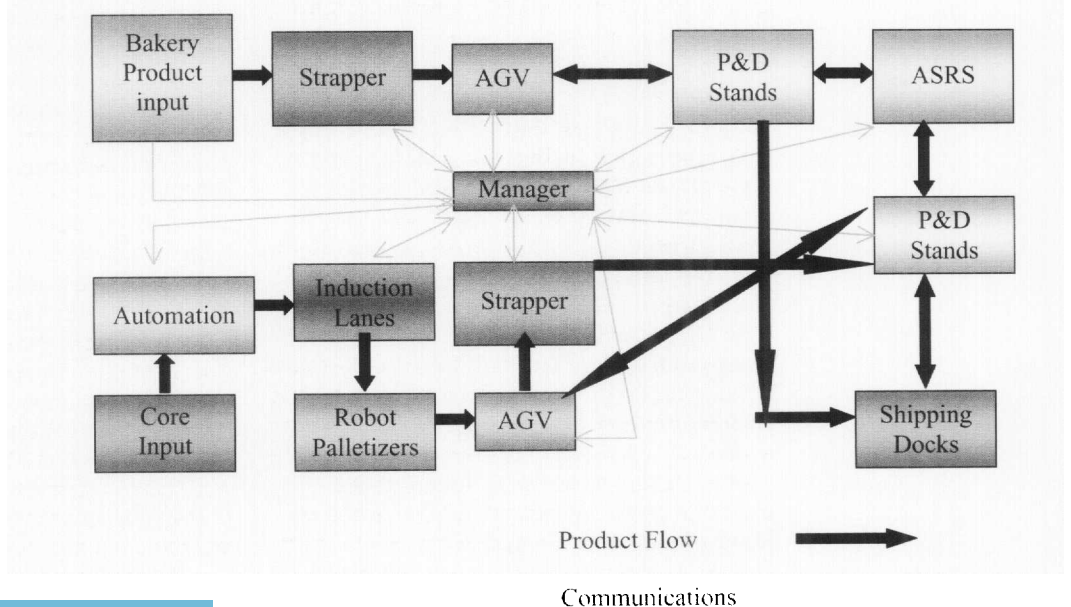 Bakery
Product
input
Strapper
AGV
P&D
Stands
ASRS
Manager
P&D
Stands
Automation
Induction
Lanes
Strapper
Core
Input
Robot
Palletizers
AGV
Shipping
Docks
Product Flow
Communications